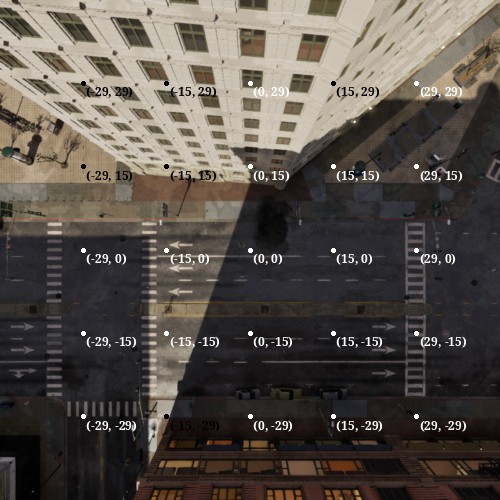 (-29, 29) (-15, 29) (0, 29) (15, 29) (29, 29)
(-29, 15) (-15, 15) (0, 15) (15, 15) (29, 15)
(-29, 0) (-15, 0) (0, 0) (15, 0) (29, 0)
(-29, -15) (-15, -15) (0, -15) (15, -15) (29, -15)
(-29, -29) (-15, -29) (0, -29) (15, -29) (29, -29)